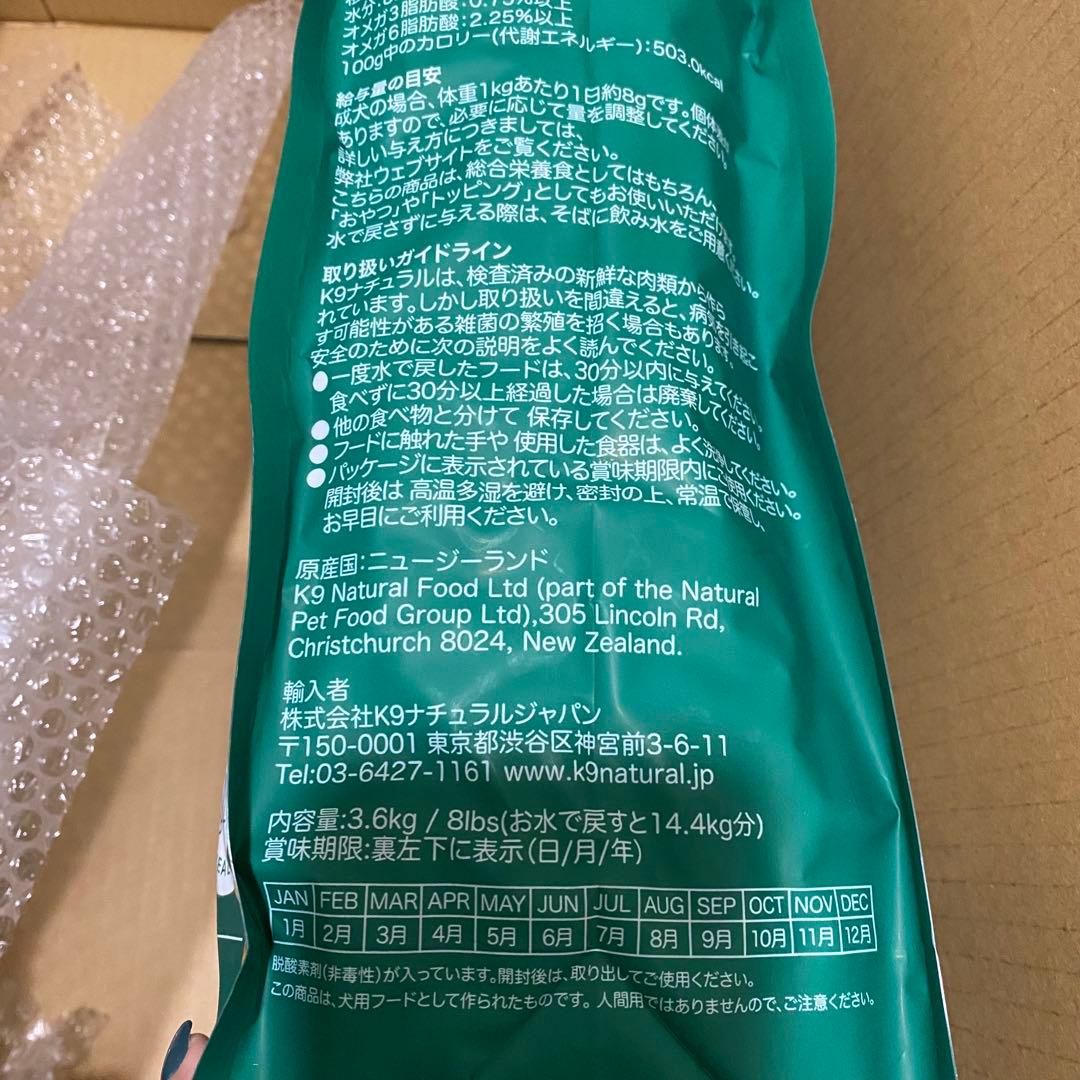 水分:8
オメガ3脂肪酸:0.75%以上
オメガ6脂肪酸:2.25%以上
100g中のカロリー(代謝エネルギー):503.0kcal
給与量の目安
成犬の場合、体重1kgあたり1日約8gです。個体
ありますので、必要に応じて量を調整してください。
詳しい与え方につきましては、
弊社ウェブサイトをご覧ください。
こちらの商品は、総合栄養食としてはもちろん、
「おやつ」や「トッピング」としてもお使いいただけます。
水で戻さずに与える際は、そばに飲み水をご用意ください。
取り扱いガイドライン
K9ナチュラルは、検査済みの新鮮な肉類から作ら
れています。しかし取り扱いを間違えると、病気を引き起こ
す可能性がある雑菌の繁殖を招く場合もあります。
安全のために次の説明をよく読んでください。
●一度水で戻したフードは、30分以内に与えてください。
食べずに30分以上経過した場合は廃棄してください。
●他の食べ物と分けて 保存してください。
●フードに触れた手や 使用した食器は、よく洗浄してください。
●パッケージに表示されている賞味期限内にご使用ください。
開封後は 高温多湿を避け、密封の上、常温で保管し、
お早目にご利用ください。
原産国:ニュージーランド
K9 Natural Food Ltd (part of the Natural
Pet Food Group Ltd),305 Lincoln Rd,
Christchurch 8024, New Zealand.
輸入者
株式会社K9ナチュラルジャパン
〒150-0001 東京都渋谷区神宮前3-6-11
Tel:03-6427-1161 www.k9natural.jp
内容量:3.6kg / 8lbs(お水で戻すと14.4kg分)
賞味期限:裏左下に表示(日/月/年)
JAN FEB MAR APR MAY JUN JUL AUG SEP OCT NOV DEC
1月 2月 3月 4月 5月 6月 7月 8月 9月 10月 11月 12月
脱酸素剤(非毒性)が入っています。開封後は、取り出してご使用ください。
この商品は、犬用フードとして作られたものです。 人間用ではありませんので、ご注意ください。